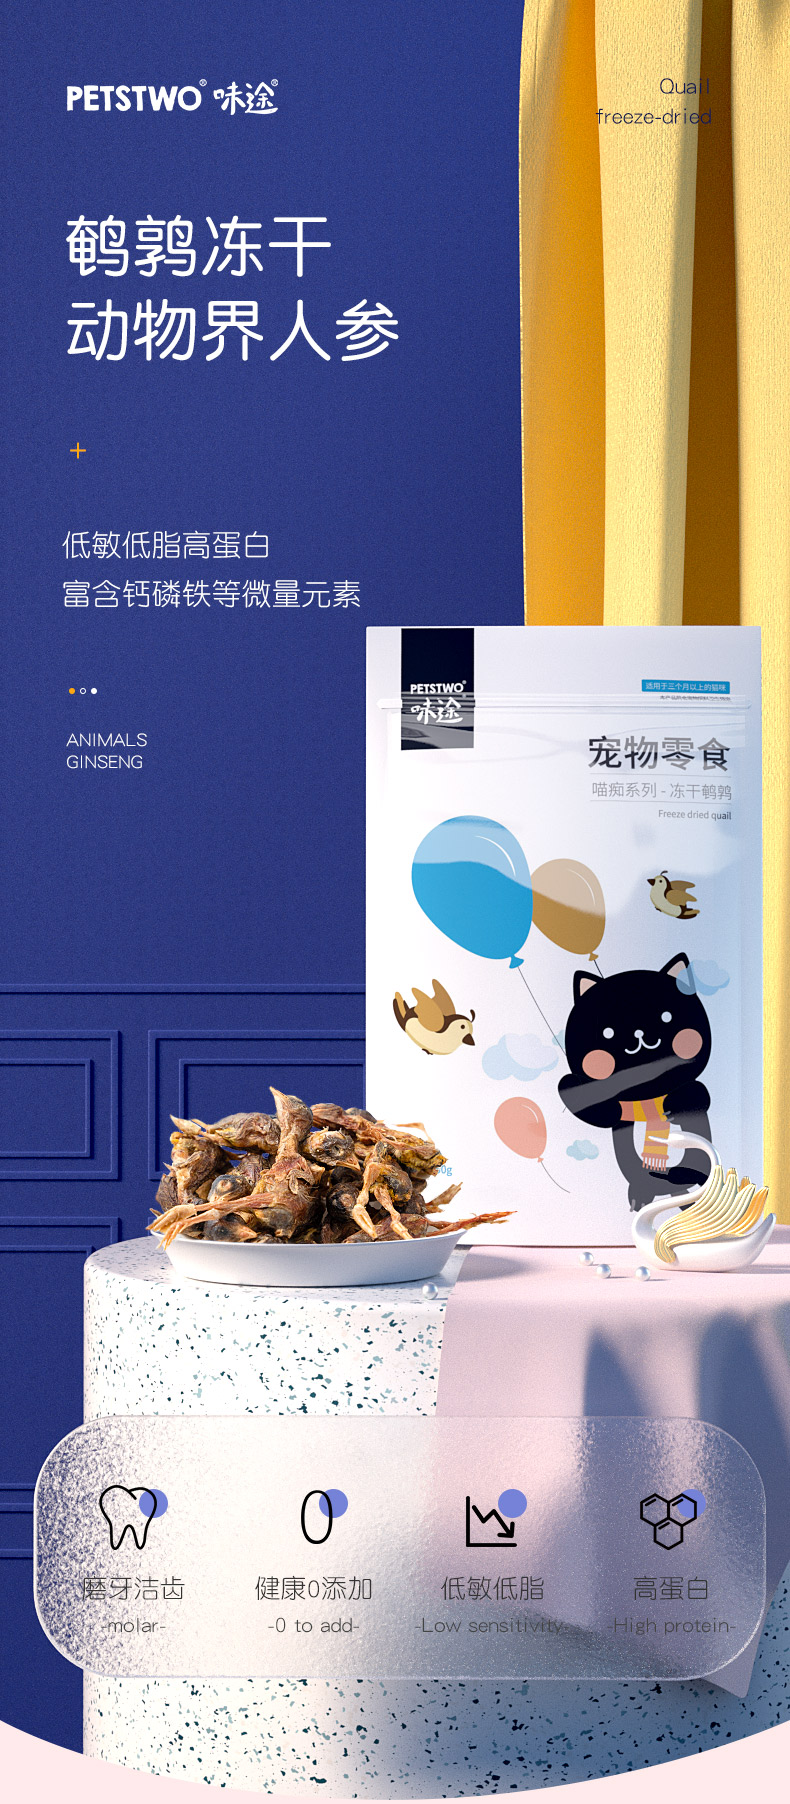 PETSTWO® 味途®
Quail
freeze-dried
鹌鹑冻干
动物界人参
低敏低脂高蛋白
富含钙磷铁等微量元素
ANIMALS
GINSENG
PETSTWO®
味途
适用于三个月以上的猫咪
宠物零食
喵痴系列 - 冻干鹌鹑
Freeze dried quail
50g
磨牙洁齿
健康0添加
低敏低脂
高蛋白
-molar-
-0 to add-
-Low sensitivity-
-High protein-